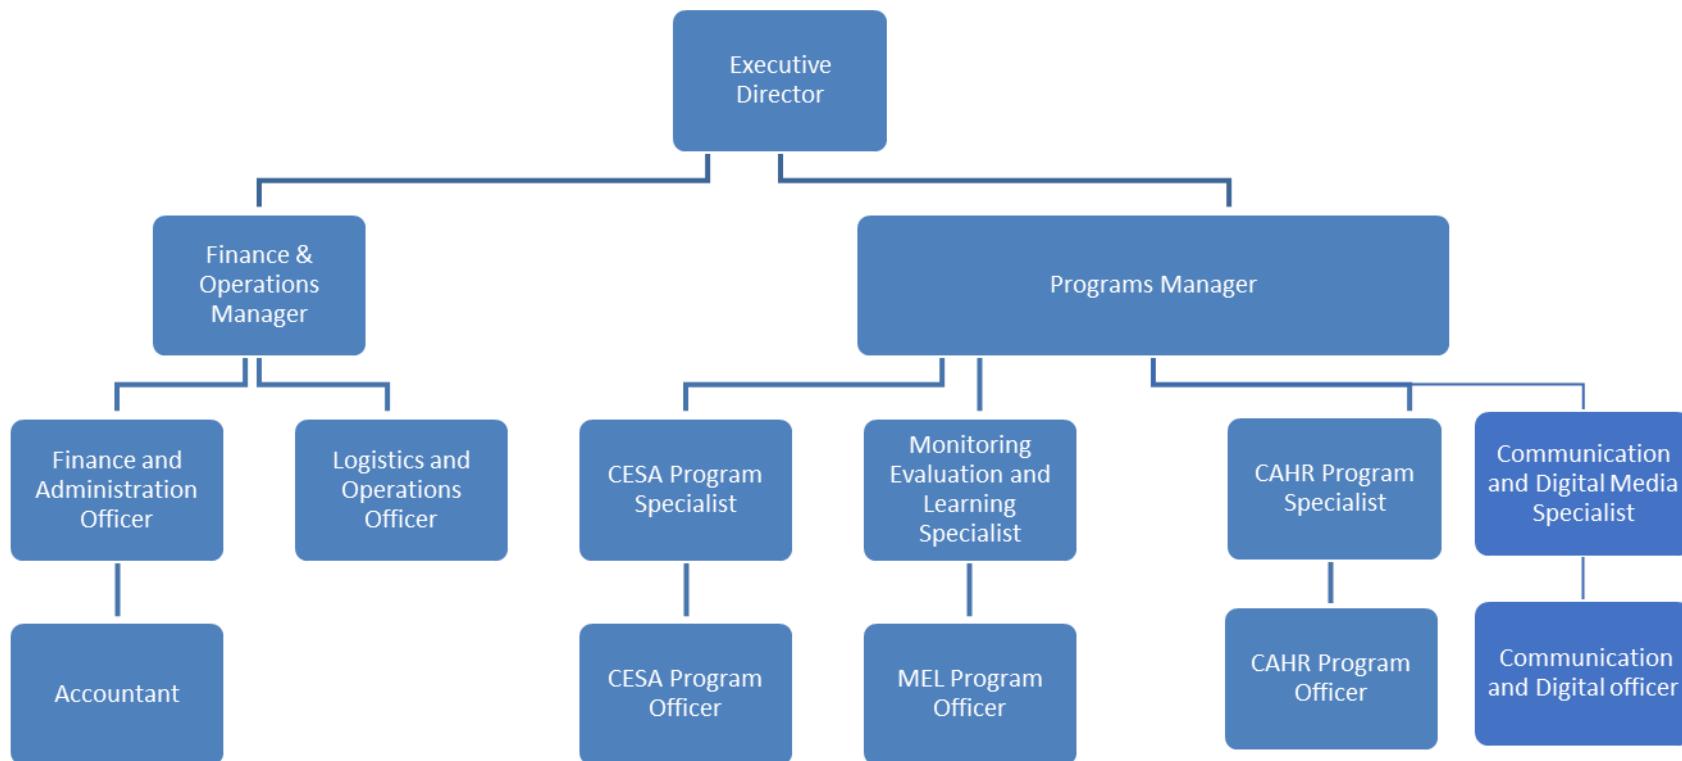 Executive
Director
Finance &
Operations
Manager
Programs Manager
Finance and
Administration
Officer
Logistics and
Operations
Officer
CESA Program
Specialist
Monitoring
Evaluation and
Learning
Specialist
CAHR Program
Specialist
Communication
and Digital Media
Specialist
Accountant
CESA Program
Officer
MEL Program
Officer
CAHR Program
Officer
Communication
and Digital officer